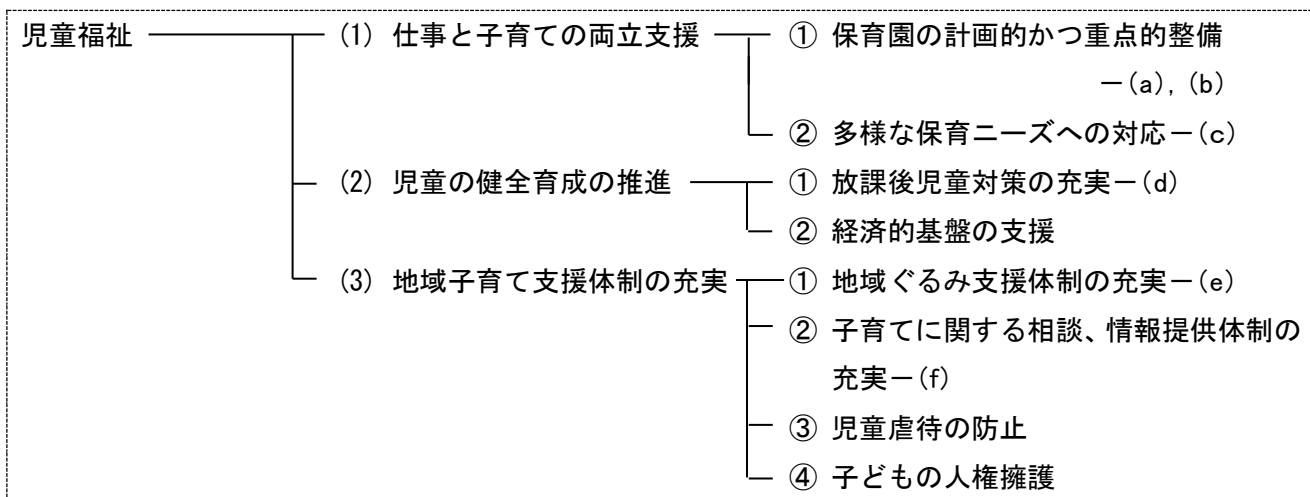 児童福祉 (1) 仕事と子育ての両立支援 ① 保育園の計画的かつ重点的整備
－(a), (b)
② 多様な保育ニーズへの対応－(c)
(2) 児童の健全育成の推進 ① 放課後児童対策の充実－(d)
② 経済的基盤の支援
(3) 地域子育て支援体制の充実 ① 地域ぐるみ支援体制の充実－(e)
② 子育てに関する相談、情報提供体制の
充実－(f)
③ 児童虐待の防止
④ 子どもの人権擁護